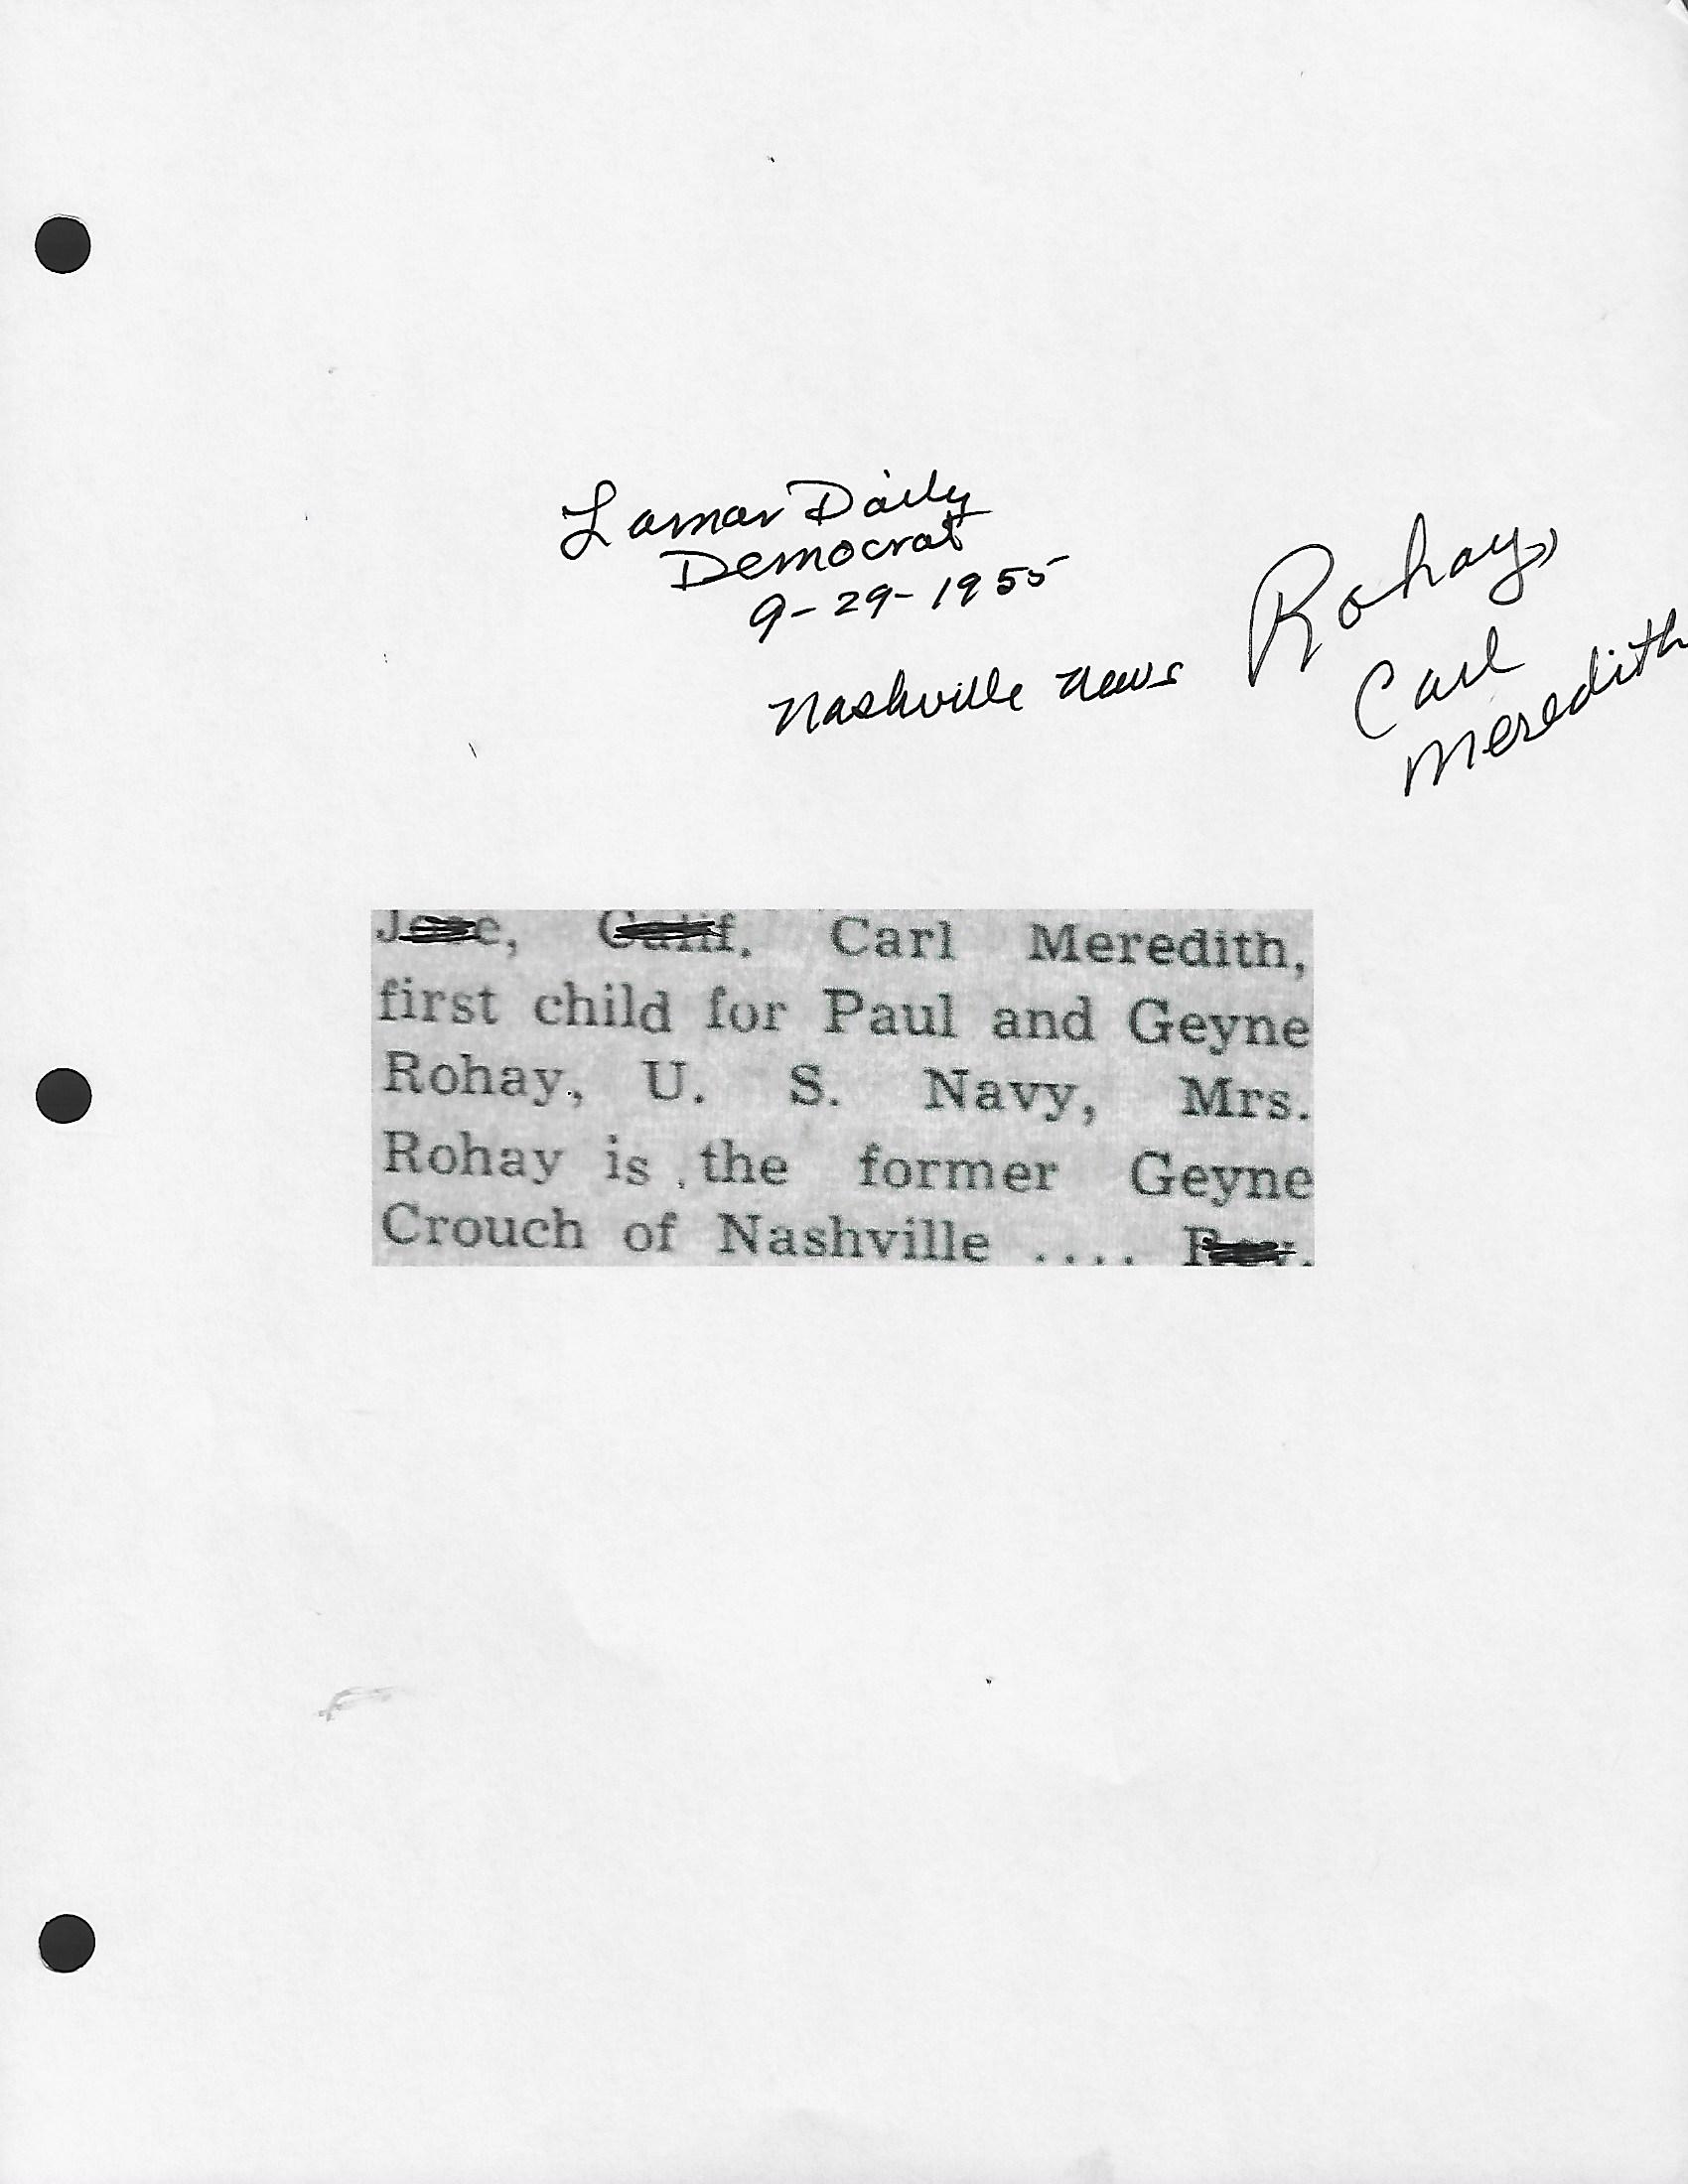 Lamar Daily
Democrat
9-29-1955
Nashville News
Rohay,
Carl
Meredith
Carl Meredith,
first child for Paul and Geyne
Rohay, U. S. Navy, Mrs.
Rohay is the former Geyne
Crouch of Nashville ....